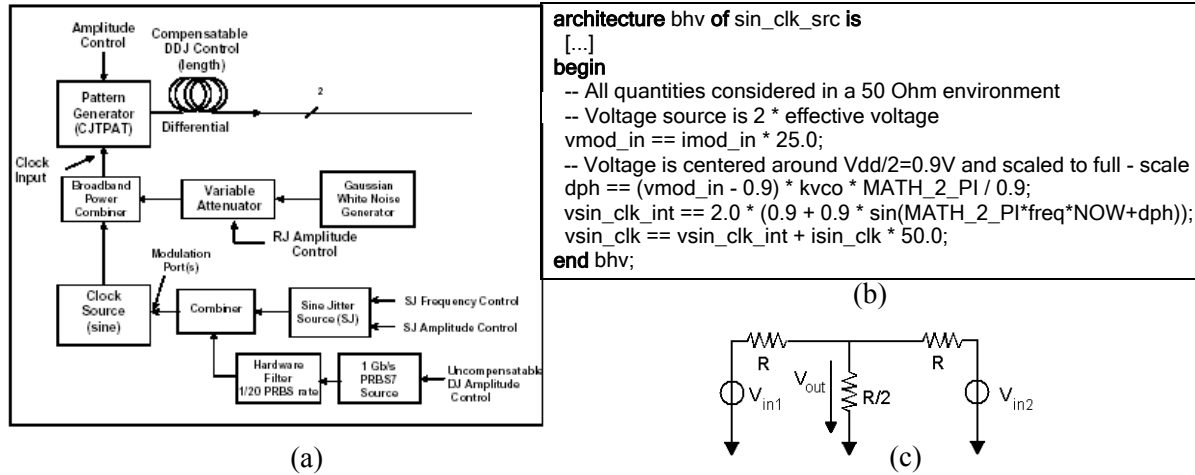 Amplitude
Control
Compensatable
DDJ Control
(length)
Pattern
Generator
(CJTPAT)
2
Differential
Clock
Input
Broadband
Power
Combiner
Variable
Attenuator
Gaussian
White Noise
Generator
RJ Amplitude
Control
Modulation
Port(s)
Clock
Source
(sine)
Combiner
Sine Jitter
Source (SJ)
SJ Frequency Control
SJ Amplitude Control
Hardware
Filter
1/20 PRBS rate
1 Gb/s
PRBS7
Source
Uncompensatable
DJ Amplitude
Control
(a)
architecture bhv of sin_clk_src is
[...]
begin
-- All quantities considered in a 50 Ohm environment
-- Voltage source is 2 * effective voltage
vmod_in == imod_in * 25.0;
-- Voltage is centered around Vdd/2=0.9V and scaled to full - scale
dph == (vmod_in - 0.9) * kvco * MATH_2_PI / 0.9;
vsin_clk_int == 2.0 * (0.9 + 0.9 * sin(MATH_2_PI*freq*NOW+dph));
vsin_clk == vsin_clk_int + isin_clk * 50.0;
end bhv;
(b)
R
R
Vin1
Vout
R/2
Vin2
(c)